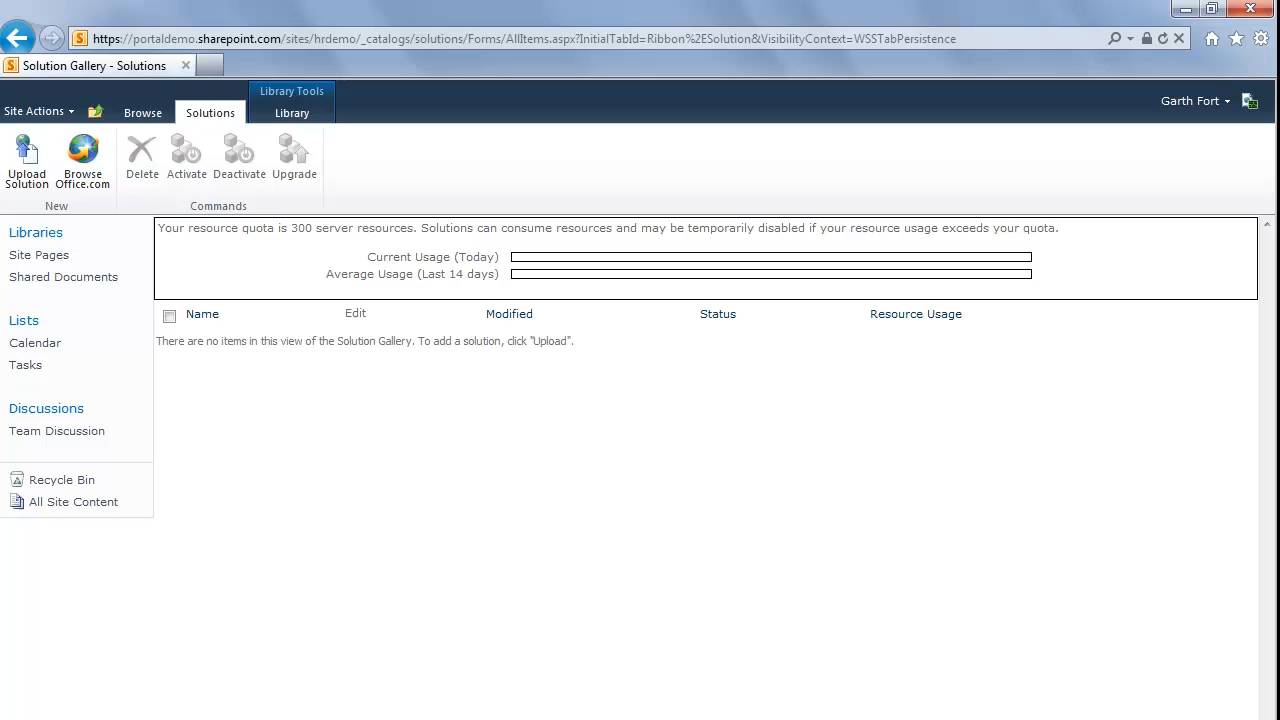 https://portaldemo.sharepoint.com/sites/hrdemo/_catalogs/solutions/Forms/AllItems.aspx?InitialTabId=Ribbon%2ESolution&VisibilityContext=WSSTabPersistence
Solution Gallery - Solutions
Library Tools
Site Actions Browse Solutions Library Garth Fort
Upload Solution Browse Office.com Delete Activate Deactivate Upgrade
New Commands
Libraries
Site Pages
Shared Documents
Lists
Calendar
Tasks
Discussions
Team Discussion
Recycle Bin
All Site Content
Your resource quota is 300 server resources. Solutions can consume resources and may be temporarily disabled if your resource usage exceeds your quota.
Current Usage (Today)
Average Usage (Last 14 days)
Name Edit Modified Status Resource Usage
There are no items in this view of the Solution Gallery. To add a solution, click "Upload".